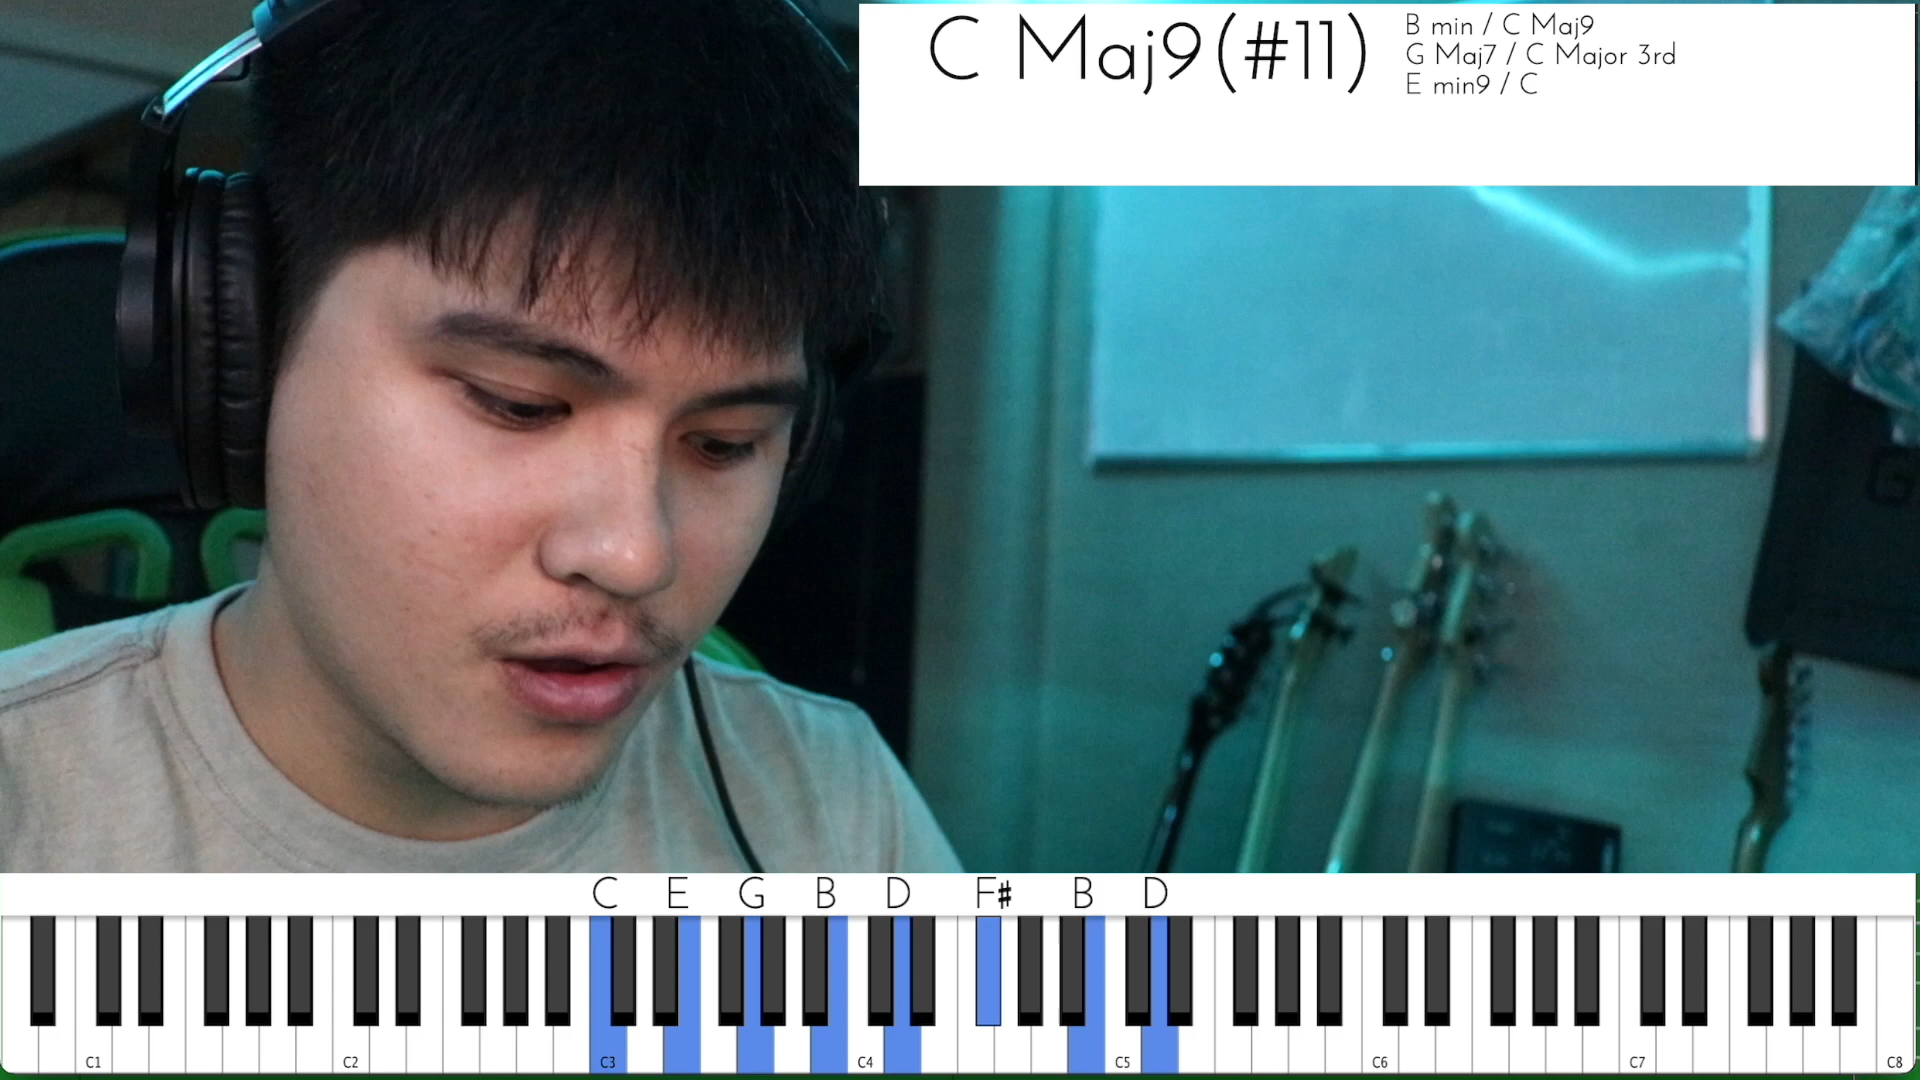 C Maj9(#11)
B min / C Maj9
G Maj7 / C Major 3rd
E min9 / C
C E G B D F# B D
C1 C2 C3 C4 C5 C6 C7 C8